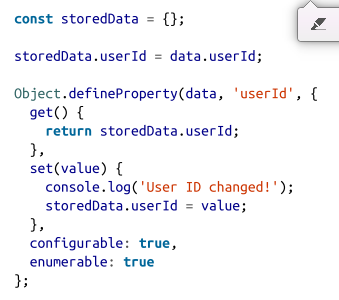 const storedData = {};
storedData.userId = data.userId;
Object.defineProperty(data, 'userId', {
  get() {
    return storedData.userId;
  },
  set(value) {
    console.log('User ID changed!');
    storedData.userId = value;
  },
  configurable: true,
  enumerable: true
};